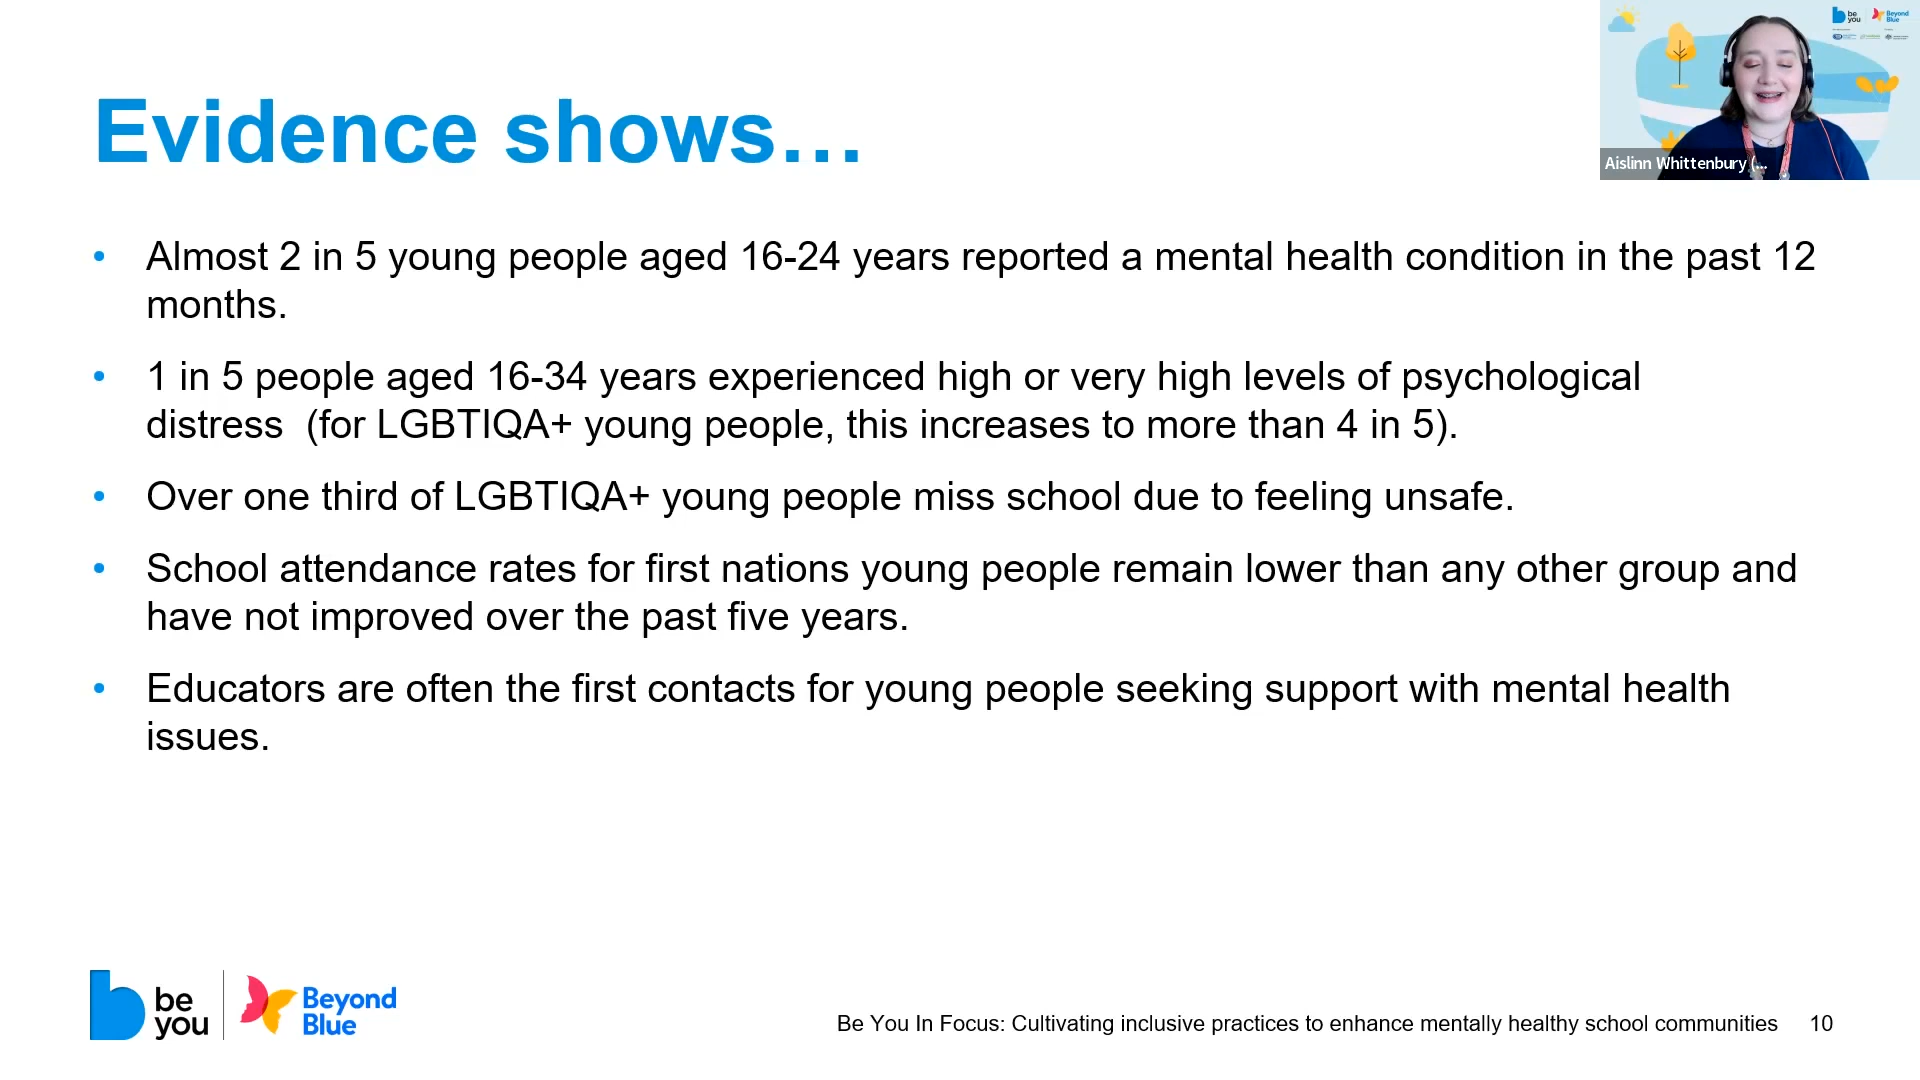 Evidence shows…
Aislinn Whittenbury (...
be
you
Beyond
Blue
• Almost 2 in 5 young people aged 16-24 years reported a mental health condition in the past 12
months.
• 1 in 5 people aged 16-34 years experienced high or very high levels of psychological
distress  (for LGBTIQA+ young people, this increases to more than 4 in 5).
• Over one third of LGBTIQA+ young people miss school due to feeling unsafe.
• School attendance rates for first nations young people remain lower than any other group and
have not improved over the past five years.
• Educators are often the first contacts for young people seeking support with mental health
issues.
be
you
Beyond
Blue
Be You In Focus: Cultivating inclusive practices to enhance mentally healthy school communities 10